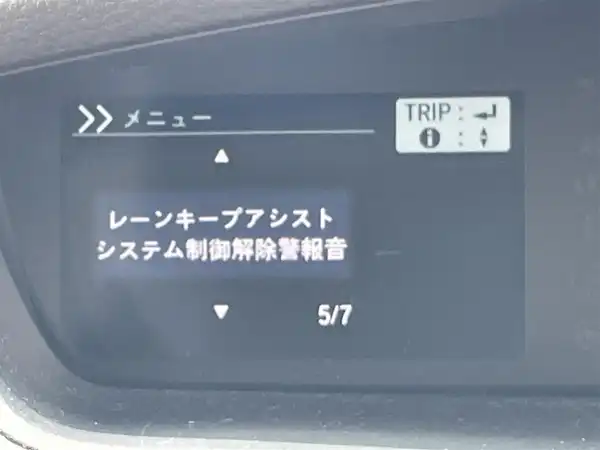 メニュー
TRIP :
:
レーンキープアシスト
システム制御解除警報音
5/7